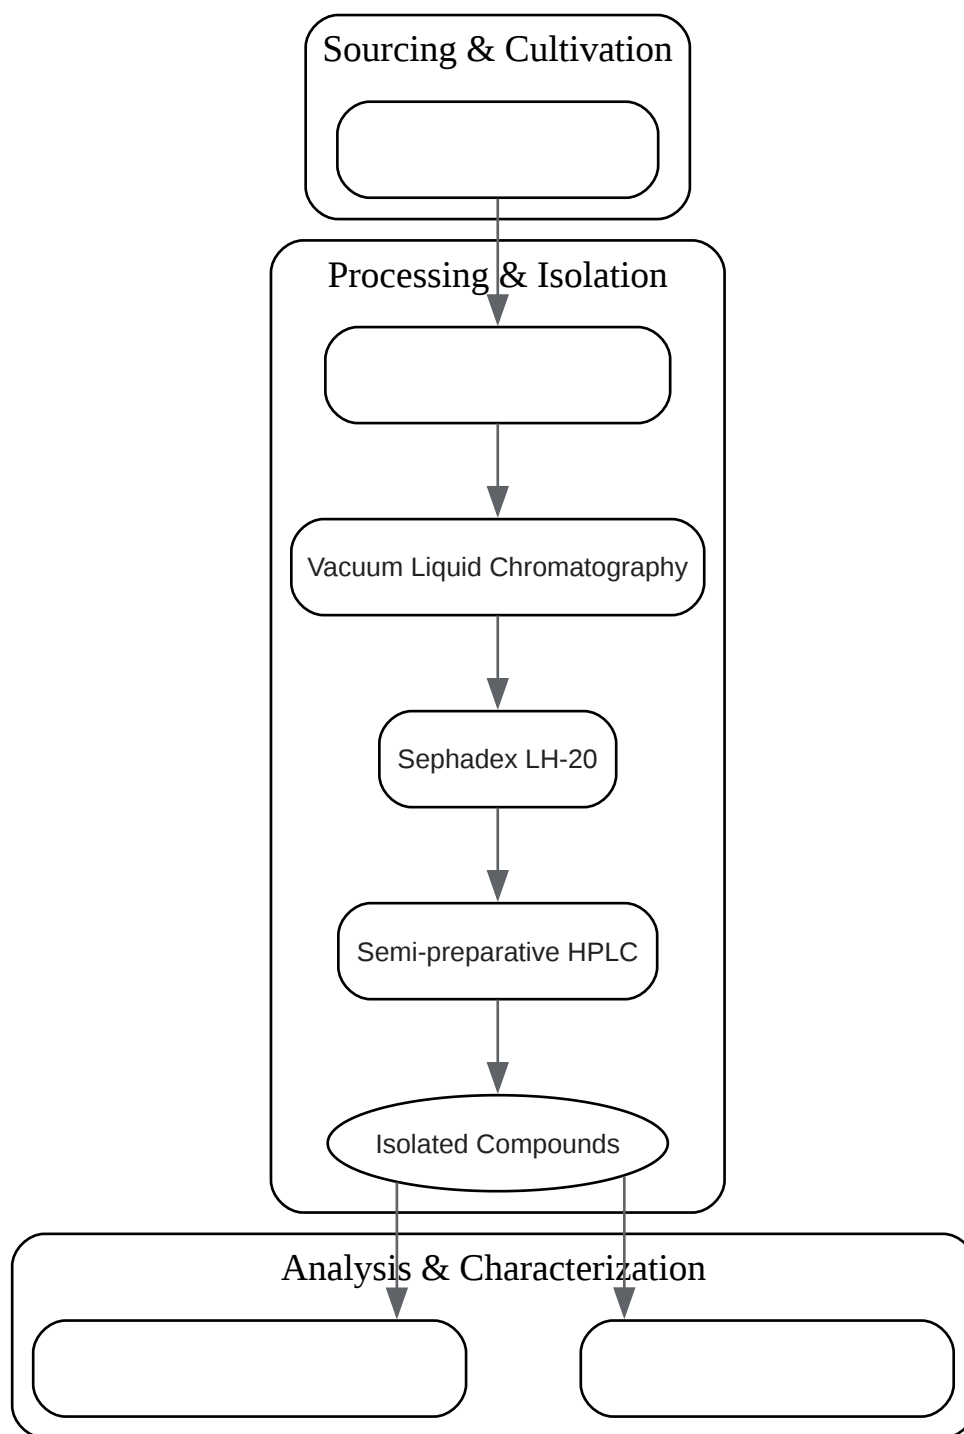 Sourcing & Cultivation
Processing & Isolation
Vacuum Liquid Chromatography
Sephadex LH-20
Semi-preparative HPLC
Isolated Compounds
Analysis & Characterization